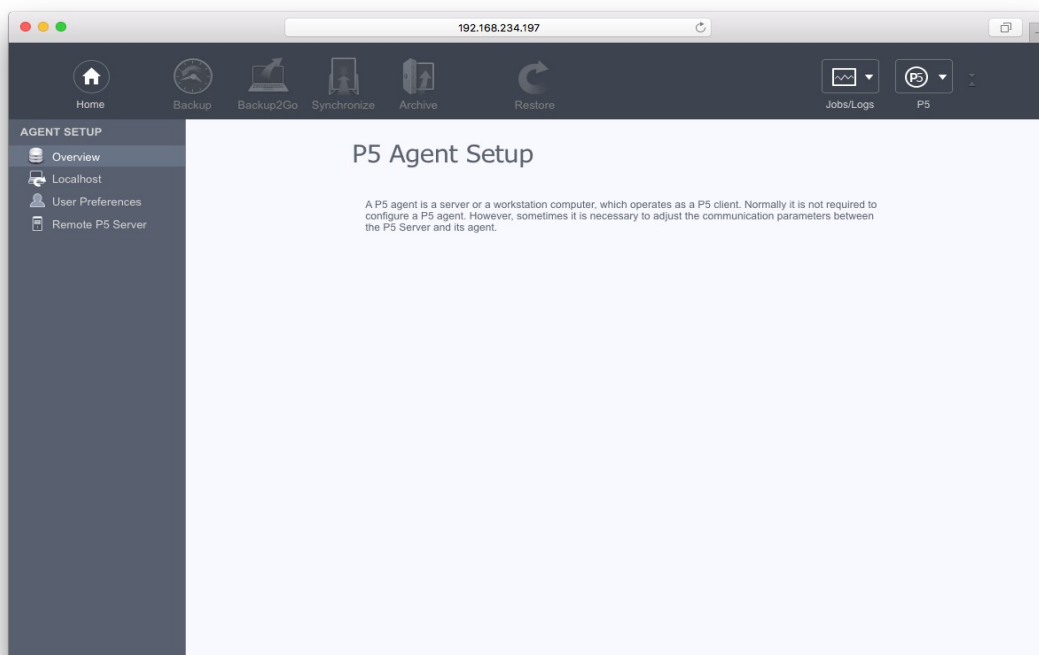 192.168.234.197
Home
Backup
Backup2Go
Synchronize
Archive
Restore
Jobs/Logs
P5
P5
AGENT SETUP
Overview
Localhost
User Preferences
Remote P5 Server
P5 Agent Setup
A P5 agent is a server or a workstation computer, which operates as a P5 client. Normally it is not required to
configure a P5 agent. However, sometimes it is necessary to adjust the communication parameters between
the P5 Server and its agent.